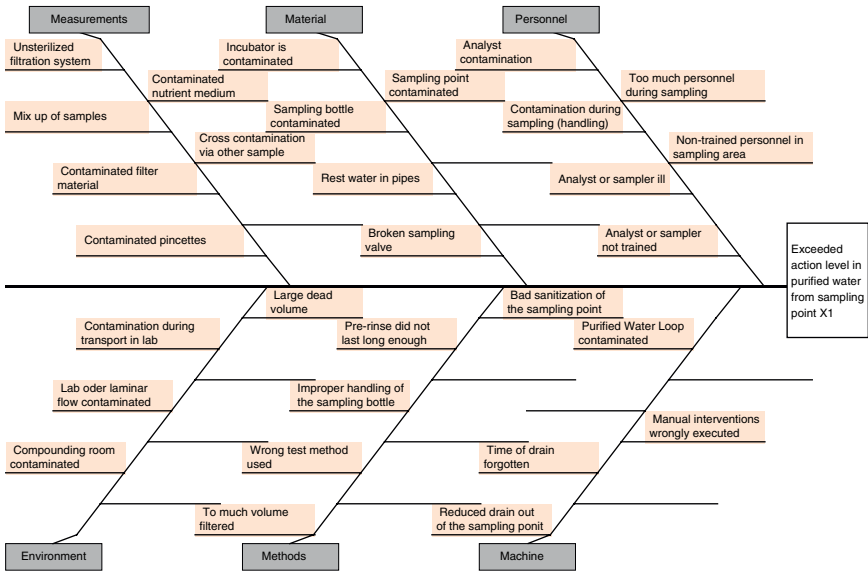 Measurements
Material
Personnel
Unsterilized
filtration system
Incubator is
contaminated
Analyst
contamination
Contaminated
nutrient medium
Sampling point
contaminated
Too much personnel
during sampling
Mix up of samples
Sampling bottle
contaminated
Contamination during
sampling (handling)
Cross contamination
via other sample
Non-trained personnel in
sampling area
Contaminated filter
material
Rest water in pipes
Analyst or sampler ill
Contaminated pincettes
Broken sampling
valve
Analyst or sampler
not trained
Exceeded
action level in
purified water
from sampling
point X1
Large dead
volume
Bad sanitization of
the sampling point
Contamination during
transport in lab
Pre-rinse did not
last long enough
Purified Water Loop
contaminated
Lab oder laminar
flow contaminated
Improper handling of
the sampling bottle
Manual interventions
wrongly executed
Compounding room
contaminated
Wrong test method
used
Time of drain
forgotten
To much volume
filtered
Reduced drain out
of the sampling ponit
Environment
Methods
Machine